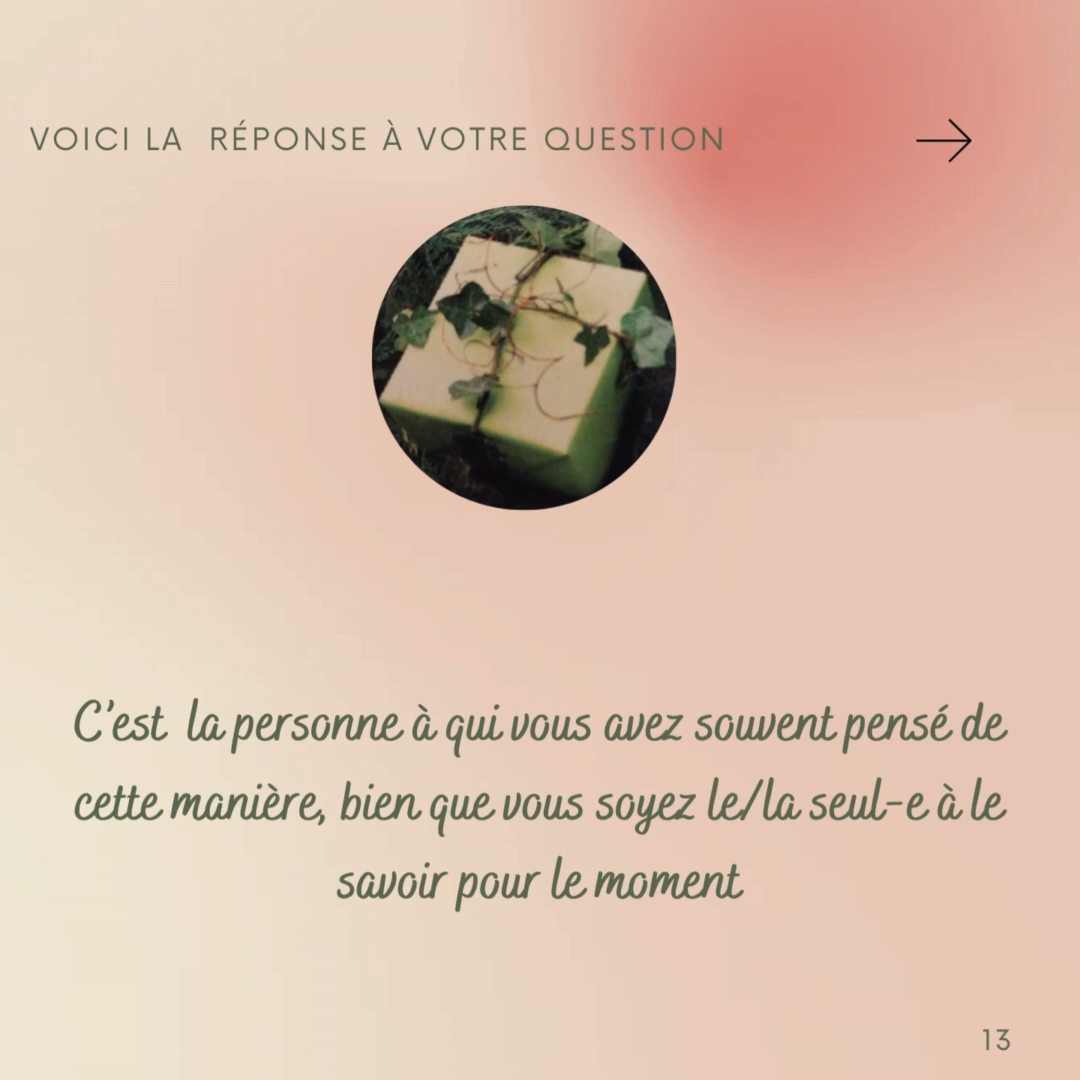 VOICI LA RÉPONSE À VOTRE QUESTION
C'est la personne à qui vous avez souvent pensé de
cette manière, bien que vous soyez le/la seul-e à le
savoir pour le moment
13